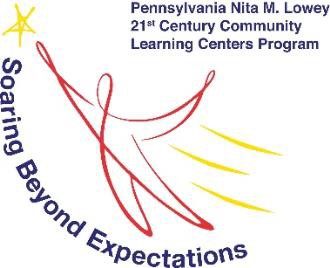 Pennsylvania Nita M. Lowey
21st Century Community
Learning Centers Program
Soaring Beyond Expectations